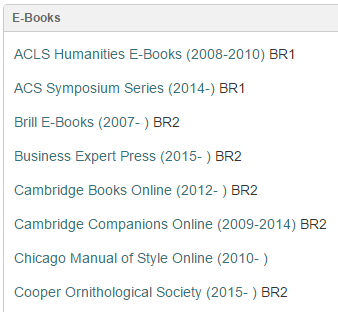 E-Books
ACLS Humanities E-Books (2008-2010) BR1
ACS Symposium Series (2014-) BR1
Brill E-Books (2007- ) BR2
Business Expert Press (2015- ) BR2
Cambridge Books Online (2012- ) BR2
Cambridge Companions Online (2009-2014) BR2
Chicago Manual of Style Online (2010- )
Cooper Ornithological Society (2015- ) BR2